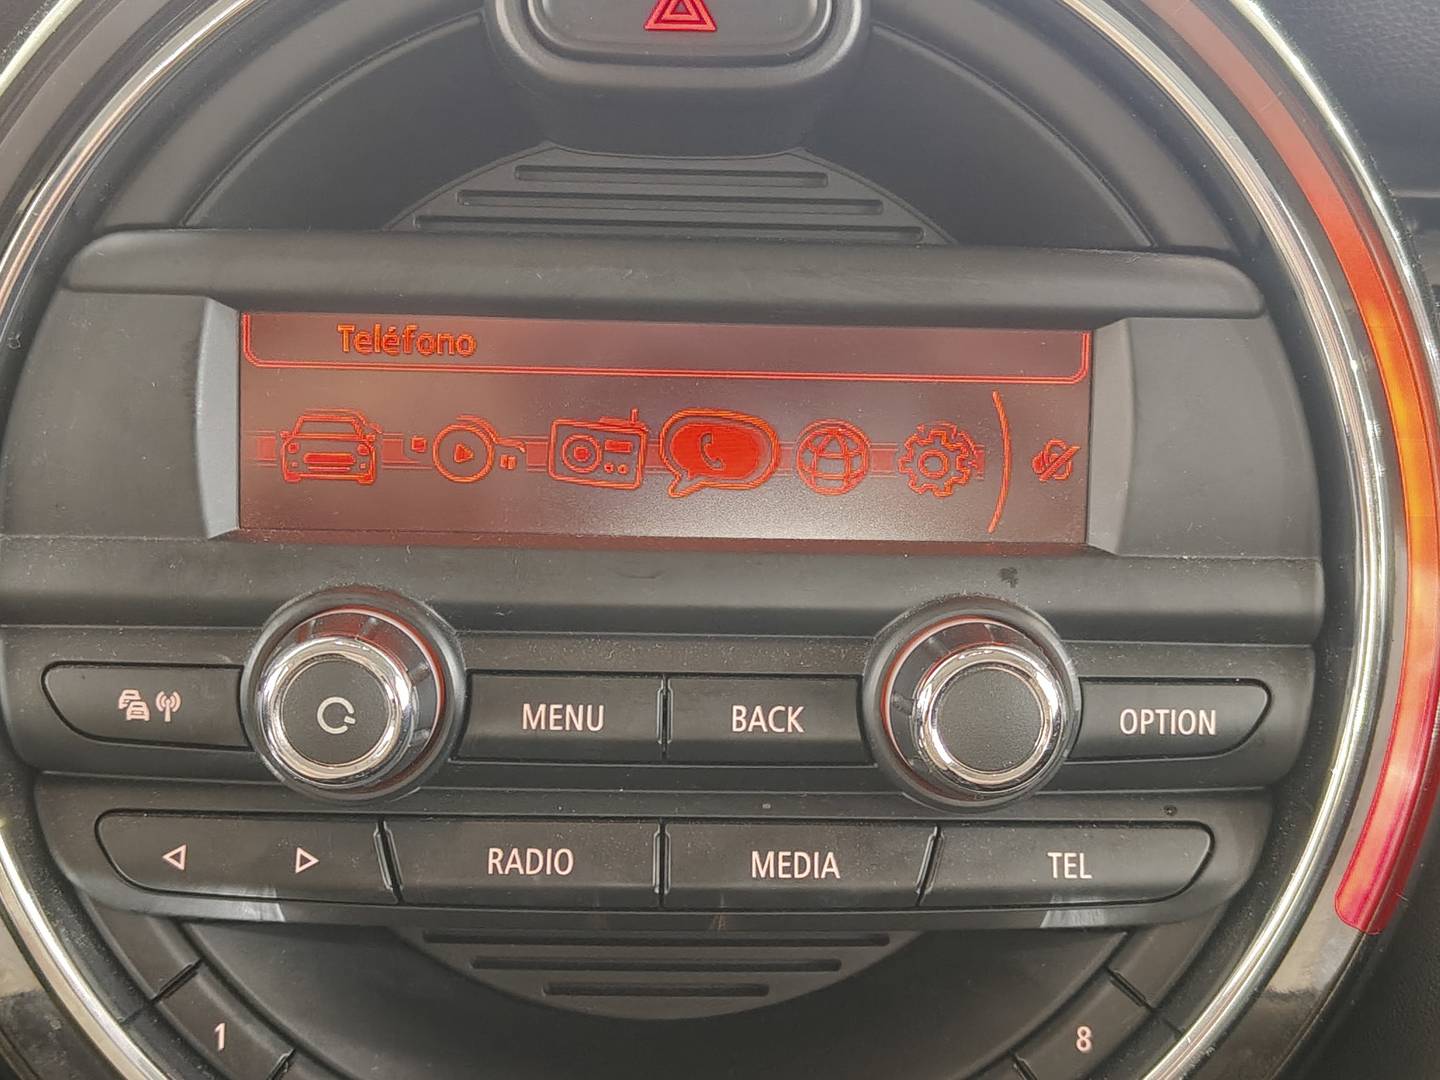 Teléfono
MENU
BACK
OPTION
RADIO
MEDIA
TEL
1
8